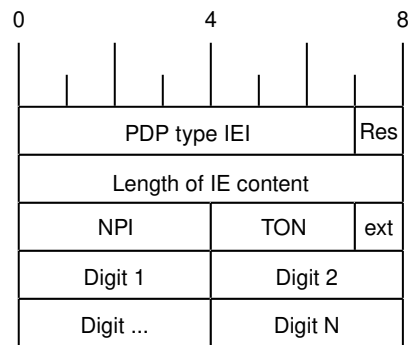 0 4 8
PDP type IEI Res
Length of IE content
NPI TON ext
Digit 1 Digit 2
Digit ... Digit N